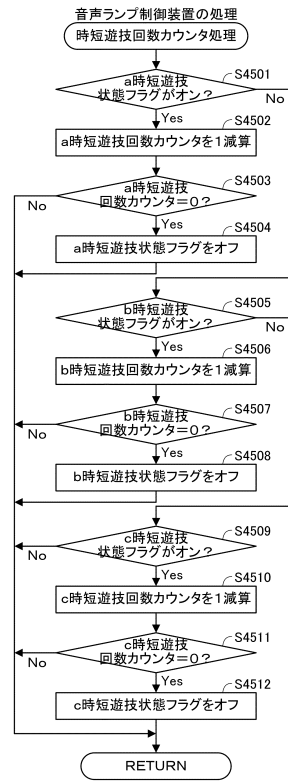 音声ランプ制御装置の処理
時短遊技回数カウンタ処理
S4501
a時短遊技
状態フラグがオン?
No
Yes
S4502
a時短遊技回数カウンタを1減算
S4503
a時短遊技
回数カウンタ=0?
No
Yes
S4504
a時短遊技状態フラグをオフ
S4505
b時短遊技
状態フラグがオン?
No
Yes
S4506
b時短遊技回数カウンタを1減算
S4507
b時短遊技
回数カウンタ=0?
No
Yes
S4508
b時短遊技状態フラグをオフ
S4509
c時短遊技
状態フラグがオン?
No
Yes
S4510
c時短遊技回数カウンタを1減算
S4511
c時短遊技
回数カウンタ=0?
No
Yes
S4512
c時短遊技状態フラグをオフ
RETURN